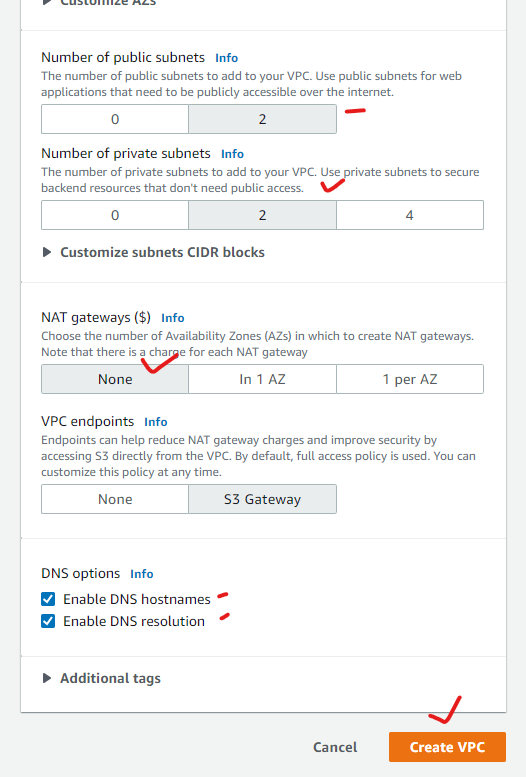 Customize AZs
Number of public subnets Info
The number of public subnets to add to your VPC. Use public subnets for web
applications that need to be publicly accessible over the internet.
0 2
Number of private subnets Info
The number of private subnets to add to your VPC. Use private subnets to secure
backend resources that don't need public access.
0 2 4
Customize subnets CIDR blocks
NAT gateways ($) Info
Choose the number of Availability Zones (AZs) in which to create NAT gateways.
Note that there is a charge for each NAT gateway
None In 1 AZ 1 per AZ
VPC endpoints Info
Endpoints can help reduce NAT gateway charges and improve security by
accessing S3 directly from the VPC. By default, full access policy is used. You can
customize this policy at any time.
None S3 Gateway
DNS options Info
Enable DNS hostnames
Enable DNS resolution
Additional tags
Cancel Create VPC